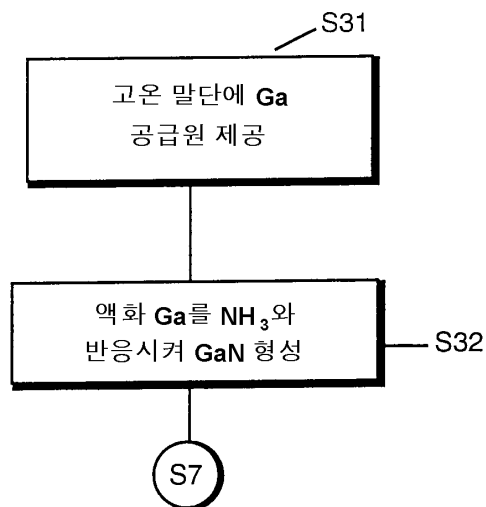 S31
고온 말단에 Ga
공급원 제공
액화 Ga를 NH₃와
반응시켜 GaN 형성
S32
S7